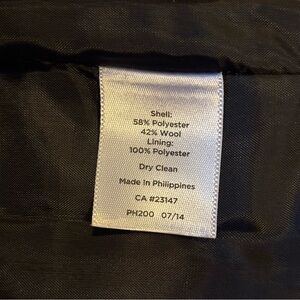 Shell:
58% Polyester
42% Wool
Lining:
100% Polyester
Dry Clean
Made in Philippines
CA #23147
PH200 07/14